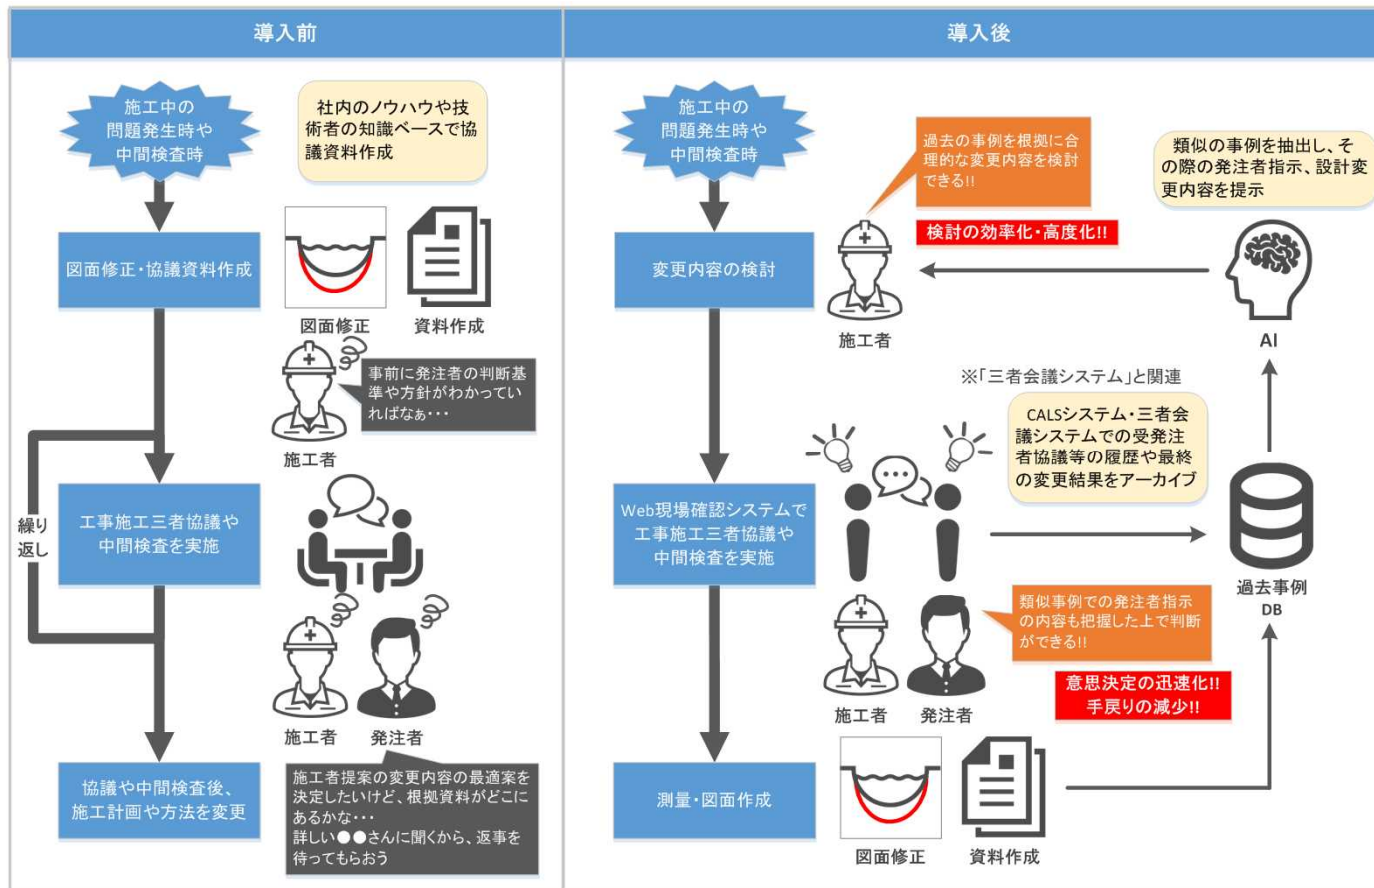 導入前
施工中の
問題発生時や
中間検査時
社内のノウハウや技
術者の知識ベースで協
議資料作成
図面修正・協議資料作成
図面修正
資料作成
事前に発注者の判断基
準や方針がわかってい
ればなぁ・・・
施工者
繰り
返し
工事施工三者協議や
中間検査を実施
施工者
発注者
協議や中間検査後、
施工計画や方法を変更
施工者提案の変更内容の最適案を
決定したいけど、根拠資料がどこに
あるかな・・・
詳しい●●さんに聞くから、返事を
待ってもらおう
導入後
施工中の
問題発生時や
中間検査時
過去の事例を根拠に合
理的な変更内容を検討
できる!!
類似の事例を抽出し、そ
の際の発注者指示、設計変
更内容を提示
検討の効率化・高度化!!
変更内容の検討
施工者
AI
※「三者会議システム」と関連
CALSシステム・三者会
議システムでの受発注
者協議等の履歴や最終
の変更結果をアーカイブ
Web現場確認システムで
工事施工三者協議や
中間検査を実施
過去事例
DB
類似事例での発注者指示
の内容も把握した上で判断
ができる!!
意思決定の迅速化!!
手戻りの減少!!
施工者
発注者
測量・図面作成
図面修正
資料作成